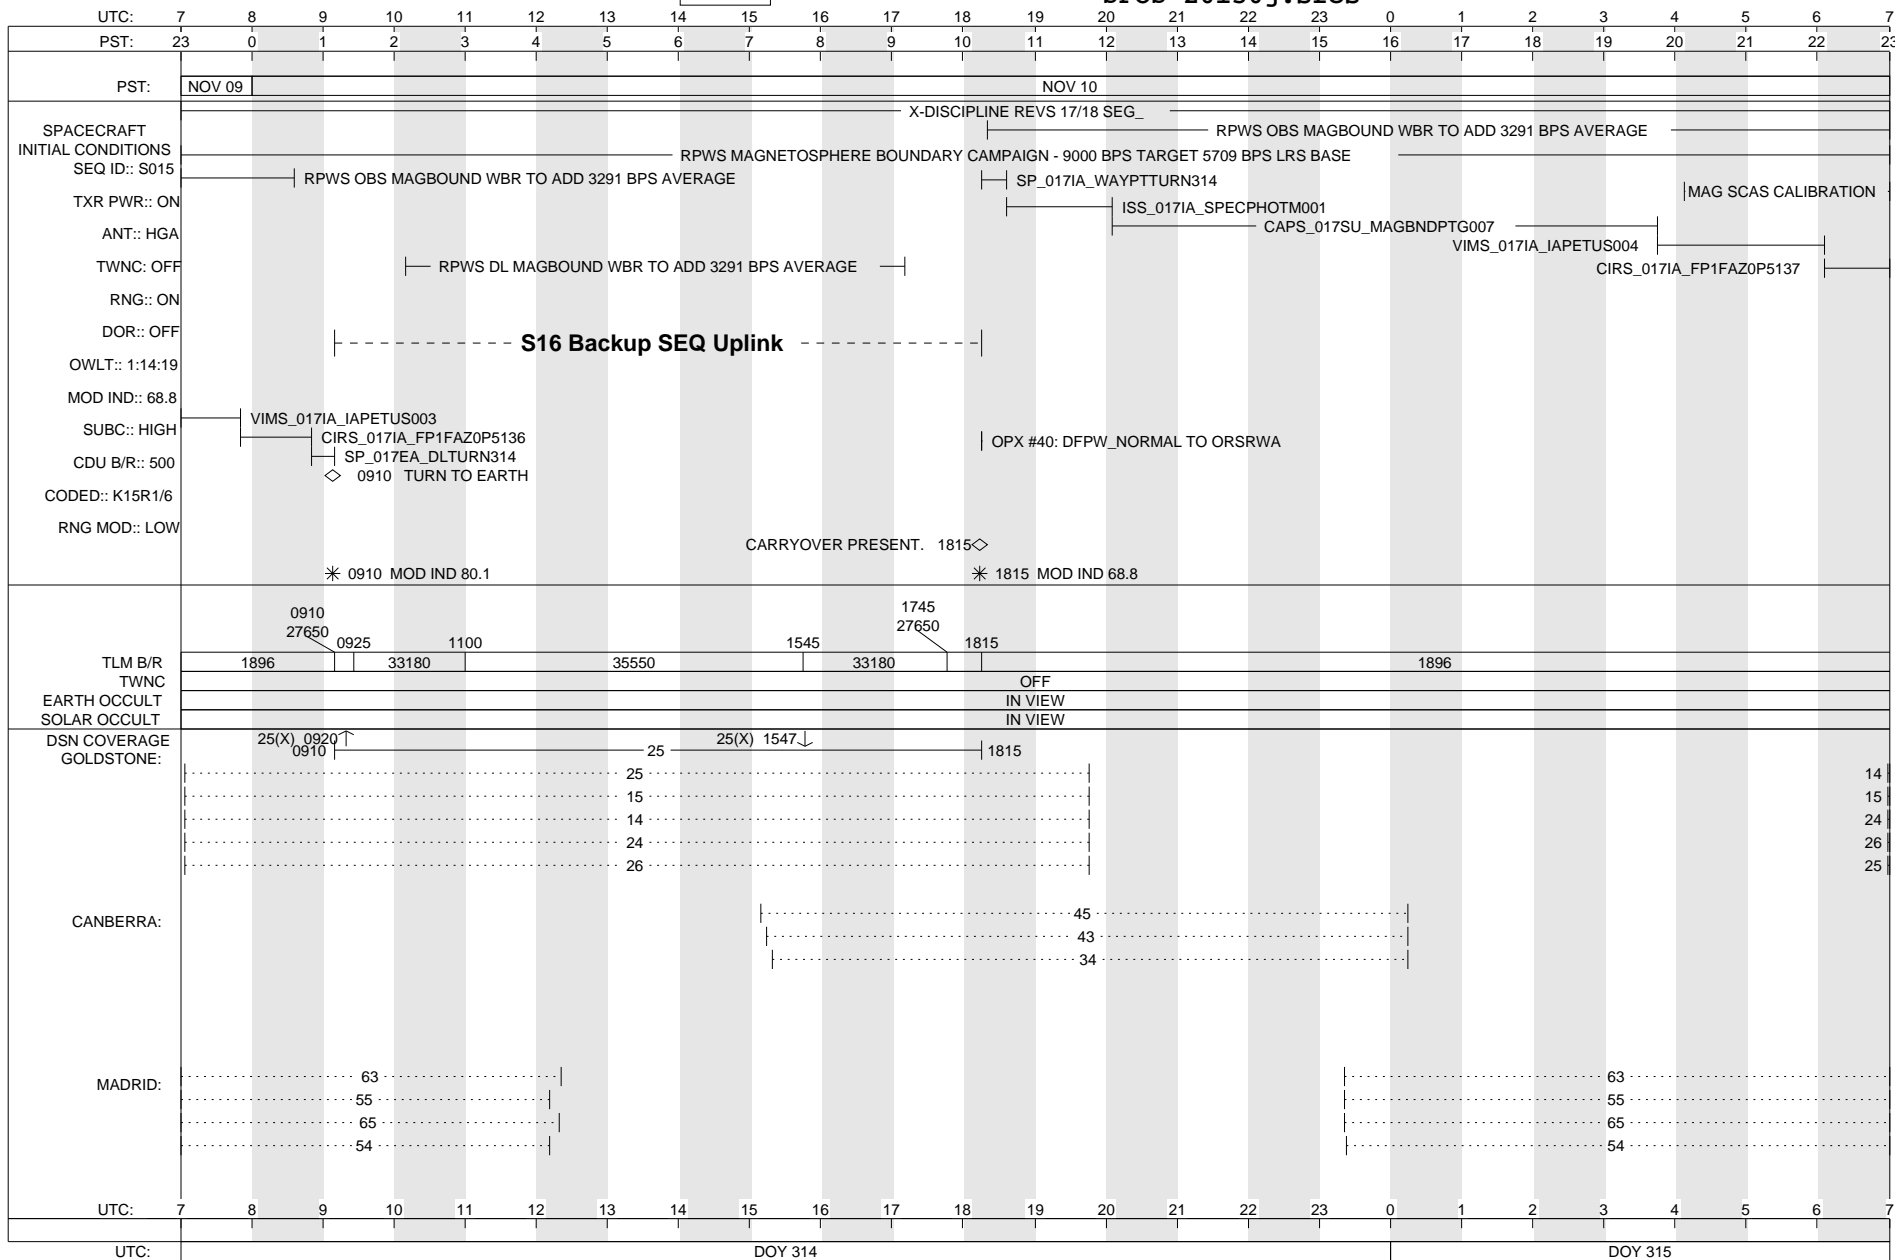 UTC: 7 8 9 10 11 12 13 14 15 16 17 18 19 20 21 22 23 0 1 2 3 4 5 6 7
PST: 23 0 1 2 3 4 5 6 7 8 9 10 11 12 13 14 15 16 17 18 19 20 21 22 23
PST: NOV 09 NOV 10
X-DISCIPLINE REVS 17/18 SEG_
SPACECRAFT
INITIAL CONDITIONS
RPWS OBS MAGBOUND WBR TO ADD 3291 BPS AVERAGE
RPWS MAGNETOSPHERE BOUNDARY CAMPAIGN - 9000 BPS TARGET 5709 BPS LRS BASE
SEQ ID:: S015
RPWS OBS MAGBOUND WBR TO ADD 3291 BPS AVERAGE
SP_017IA_WAYPTTURN314
MAG SCAS CALIBRATION
TXR PWR:: ON
ISS_017IA_SPECPHOTM001
CAPS_017SU_MAGBNDPTG007
ANT:: HGA
VIMS_017IA_IAPETUS004
TWNC: OFF
RPWS DL MAGBOUND WBR TO ADD 3291 BPS AVERAGE
CIRS_017IA_FP1FAZ0P5137
RNG:: ON
DOR:: OFF
S16 Backup SEQ Uplink
OWLT:: 1:14:19
MOD IND:: 68.8
VIMS_017IA_IAPETUS003
SUBC:: HIGH
CIRS_017IA_FP1FAZ0P5136
OPX #40: DFPW_NORMAL TO ORSRWA
SP_017EA_DLTURN314
CDU B/R:: 500
0910 TURN TO EARTH
CODED:: K15R1/6
RNG MOD:: LOW
CARRYOVER PRESENT. 1815
0910 MOD IND 80.1
1815 MOD IND 68.8
0910 1745
27650 27650
0925 1100 1545 1815
TLM B/R 1896 33180 35550 33180 1896
TWNC OFF
EARTH OCCULT IN VIEW
SOLAR OCCULT IN VIEW
DSN COVERAGE 25(X) 0920 25(X) 1547
GOLDSTONE: 0910 25 1815
25 14
15 15
14 24
24 26
26 25
CANBERRA: 45
43
34
MADRID: 63 63
55 55
65 65
54 54
UTC: 7 8 9 10 11 12 13 14 15 16 17 18 19 20 21 22 23 0 1 2 3 4 5 6 7
UTC: DOY 314 DOY 315